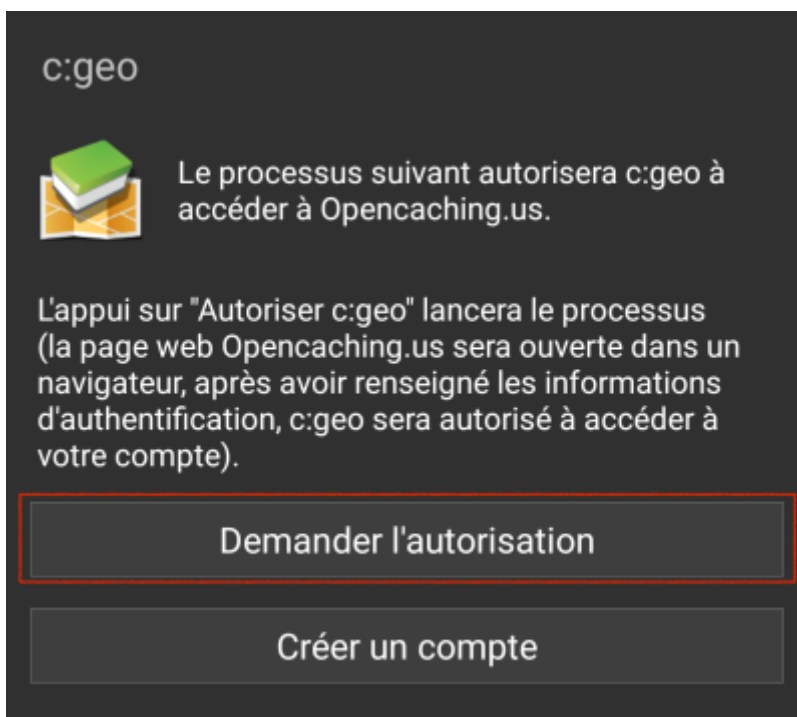 c:geo
Le processus suivant autorisera c:geo à
accéder à Opencaching.us.
L'appui sur "Autoriser c:geo" lancera le processus
(la page web Opencaching.us sera ouverte dans un
navigateur, après avoir renseigné les informations
d'authentification, c:geo sera autorisé à accéder à
votre compte).
Demander l'autorisation
Créer un compte